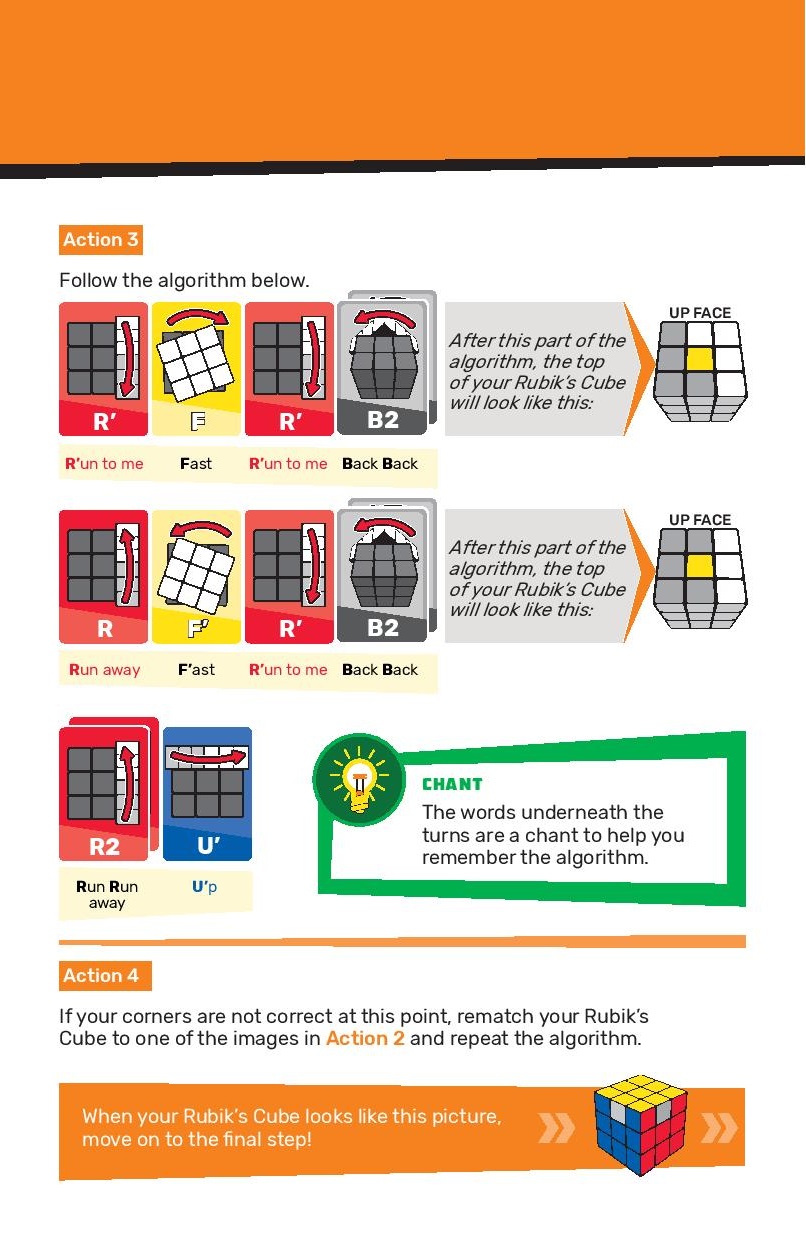 Action 3
Follow the algorithm below.
R’ F R’ B2
After this part of the
algorithm, the top
of your Rubik’s Cube
will look like this:
UP FACE
R’un to me Fast R’un to me Back Back
R F’ R’ B2
After this part of the
algorithm, the top
of your Rubik’s Cube
will look like this:
UP FACE
Run away F’ast R’un to me Back Back
R2 U’
Run Run
away
U’p
CHANT
The words underneath the
turns are a chant to help you
remember the algorithm.
Action 4
If your corners are not correct at this point, rematch your Rubik’s
Cube to one of the images in Action 2 and repeat the algorithm.
When your Rubik’s Cube looks like this picture,
move on to the final step!